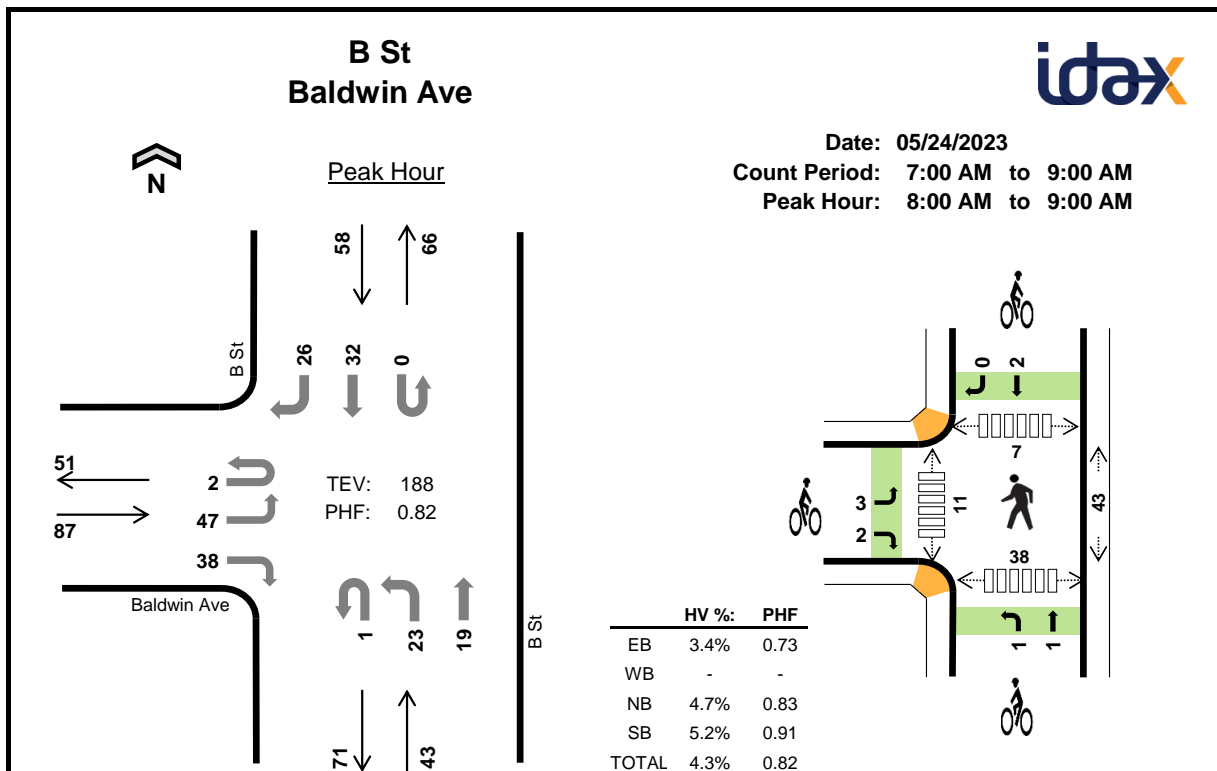 B St
Baldwin Ave
idax
Date: 05/24/2023
Count Period: 7:00 AM to 9:00 AM
Peak Hour: 8:00 AM to 9:00 AM
N
Peak Hour
58
66
B St
26
32
0
51
87
2
47
38
TEV: 188
PHF: 0.82
Baldwin Ave
1
23
19
B St
71
43
HV %: PHF
EB 3.4% 0.73
WB - -
NB 4.7% 0.83
SB 5.2% 0.91
TOTAL 4.3% 0.82
0
2
7
3
2
11
43
38
1
1